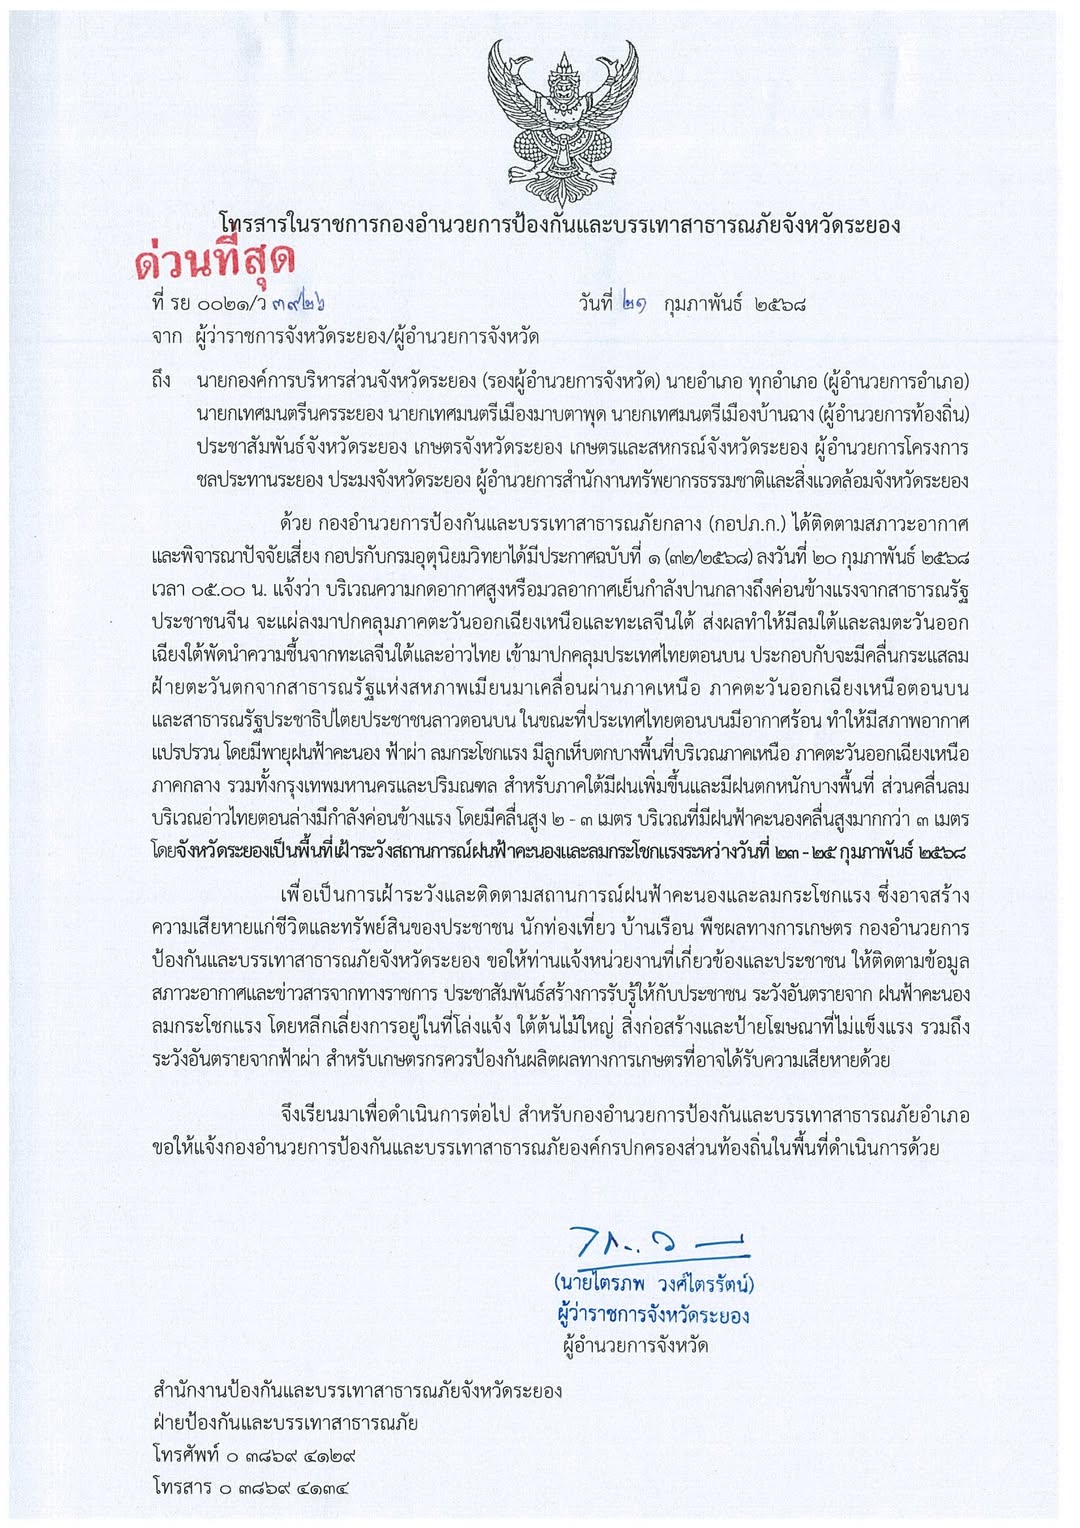 โทรสารในราชการกองอำนวยการป้องกันและบรรเทาสาธารณภัยจังหวัดระยอง
ด่วนที่สุด
ที่ รย ๐๐๒๑/ว ๓๙๒๖ วันที่ ๒๑ กุมภาพันธ์ ๒๕๖๘
จาก ผู้ว่าราชการจังหวัดระยอง/ผู้อำนวยการจังหวัด
ถึง นายกองค์การบริหารส่วนจังหวัดระยอง (รองผู้อำนวยการจังหวัด) นายอำเภอ ทุกอำเภอ (ผู้อำนวยการอำเภอ)
นายกเทศมนตรีนครระยอง นายกเทศมนตรีเมืองมาบตาพุด นายกเทศมนตรีเมืองบ้านฉาง (ผู้อำนวยการท้องถิ่น)
ประชาสัมพันธ์จังหวัดระยอง เกษตรจังหวัดระยอง เกษตรและสหกรณ์จังหวัดระยอง ผู้อำนวยการโครงการ
ชลประทานระยอง ประมงจังหวัดระยอง ผู้อำนวยการสำนักงานทรัพยากรธรรมชาติและสิ่งแวดล้อมจังหวัดระยอง
ด้วย กองอำนวยการป้องกันและบรรเทาสาธารณภัยกลาง (กอปภ.ก.) ได้ติดตามสภาวะอากาศ
และพิจารณาปัจจัยเสี่ยง กอปรกับกรมอุตุนิยมวิทยาได้มีประกาศฉบับที่ ๑ (๓๒/๒๕๖๘) ลงวันที่ ๒๐ กุมภาพันธ์ ๒๕๖๘
เวลา ๐๕.๐๐ น. แจ้งว่า บริเวณความกดอากาศสูงหรือมวลอากาศเย็นกำลังปานกลางถึงค่อนข้างแรงจากสาธารณรัฐ
ประชาชนจีน จะแผ่ลงมาปกคลุมภาคตะวันออกเฉียงเหนือและทะเลจีนใต้ ส่งผลทำให้มีลมใต้และลมตะวันออก
เฉียงใต้พัดนำความชื้นจากทะเลจีนใต้และอ่าวไทย เข้ามาปกคลุมประเทศไทยตอนบน ประกอบกับจะมีคลื่นกระแสลม
ฝ่ายตะวันตกจากสาธารณรัฐแห่งสหภาพเมียนมาเคลื่อนผ่านภาคเหนือ ภาคตะวันออกเฉียงเหนือตอนบน
และสาธารณรัฐประชาธิปไตยประชาชนลาวตอนบน ในขณะที่ประเทศไทยตอนบนมีอากาศร้อน ทำให้มีสภาพอากาศ
แปรปรวน โดยมีพายุฝนฟ้าคะนอง ฟ้าผ่า ลมกระโชกแรง มีลูกเห็บตกบางพื้นที่บริเวณภาคเหนือ ภาคตะวันออกเฉียงเหนือ
ภาคกลาง รวมทั้งกรุงเทพมหานครและปริมณฑล สำหรับภาคใต้มีฝนเพิ่มขึ้นและมีฝนตกหนักบางพื้นที่ ส่วนคลื่นลม
บริเวณอ่าวไทยตอนล่างมีกำลังค่อนข้างแรง โดยมีคลื่นสูง ๒ - ๓ เมตร บริเวณที่มีฝนฟ้าคะนองคลื่นสูงมากกว่า ๓ เมตร
โดยจังหวัดระยองเป็นพื้นที่เฝ้าระวังสถานการณ์ฝนฟ้าคะนองและลมกระโชกแรงระหว่างวันที่ ๒๓ - ๒๕ กุมภาพันธ์ ๒๕๖๘
เพื่อเป็นการเฝ้าระวังและติดตามสถานการณ์ฝนฟ้าคะนองและลมกระโชกแรง ซึ่งอาจสร้าง
ความเสียหายแก่ชีวิตและทรัพย์สินของประชาชน นักท่องเที่ยว บ้านเรือน พืชผลทางการเกษตร กองอำนวยการ
ป้องกันและบรรเทาสาธารณภัยจังหวัดระยอง ขอให้ท่านแจ้งหน่วยงานที่เกี่ยวข้องและประชาชน ให้ติดตามข้อมูล
สภาวะอากาศและข่าวสารจากทางราชการ ประชาสัมพันธ์สร้างการรับรู้ให้กับประชาชน ระวังอันตรายจาก ฝนฟ้าคะนอง
ลมกระโชกแรง โดยหลีกเลี่ยงการอยู่ในที่โล่งแจ้ง ใต้ต้นไม้ใหญ่ สิ่งก่อสร้างและป้ายโฆษณาที่ไม่แข็งแรง รวมถึง
ระวังอันตรายจากฟ้าผ่า สำหรับเกษตรกรควรป้องกันผลิตผลทางการเกษตรที่อาจได้รับความเสียหายด้วย
จึงเรียนมาเพื่อดำเนินการต่อไป สำหรับกองอำนวยการป้องกันและบรรเทาสาธารณภัยอำเภอ
ขอให้แจ้งกองอำนวยการป้องกันและบรรเทาสาธารณภัยองค์กรปกครองส่วนท้องถิ่นในพื้นที่ดำเนินการด้วย
(นายไตรภพ วงศ์ไตรรัตน์)
ผู้ว่าราชการจังหวัดระยอง
ผู้อำนวยการจังหวัด
สำนักงานป้องกันและบรรเทาสาธารณภัยจังหวัดระยอง
ฝ่ายป้องกันและบรรเทาสาธารณภัย
โทรศัพท์ ๐ ๓๘๖๙ ๔๑๒๙
โทรสาร ๐ ๓๘๖๙ ๔๑๓๔